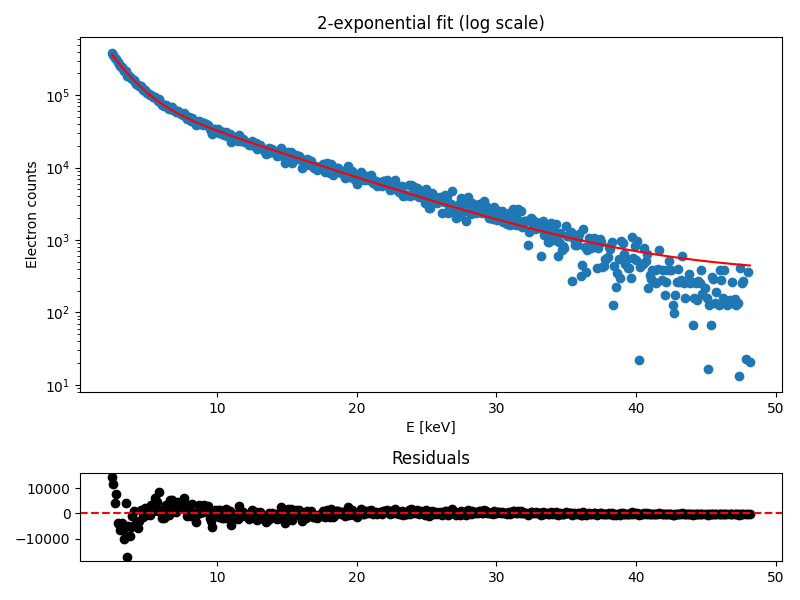 2-exponential fit (log scale)
10^5
10^4
10^3
10^2
10^1
Electron counts
10 20 30 40 50
E [keV]
Residuals
10000
0
−10000
10 20 30 40 50